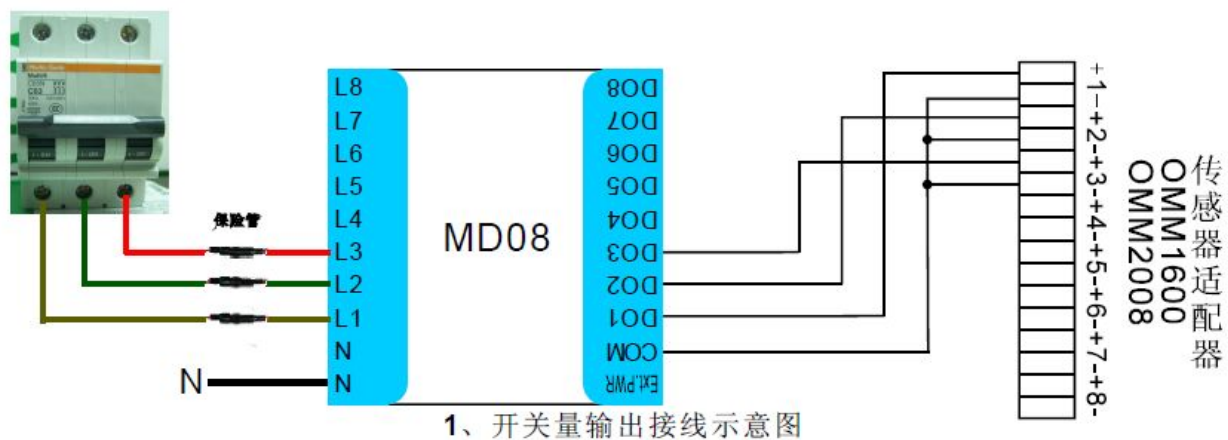 保险管
L8
L7
L6
L5
L4
L3
L2
L1
N
N
N
MD08
DO8
DO7
DO6
DO5
DO4
DO3
DO2
DO1
COM
Ext.PWR
+1-+2-+3-+4-+5-+6-+7-+8-
OMM2008
OMM1600
传感器适配器
C63
1、开关量输出接线示意图